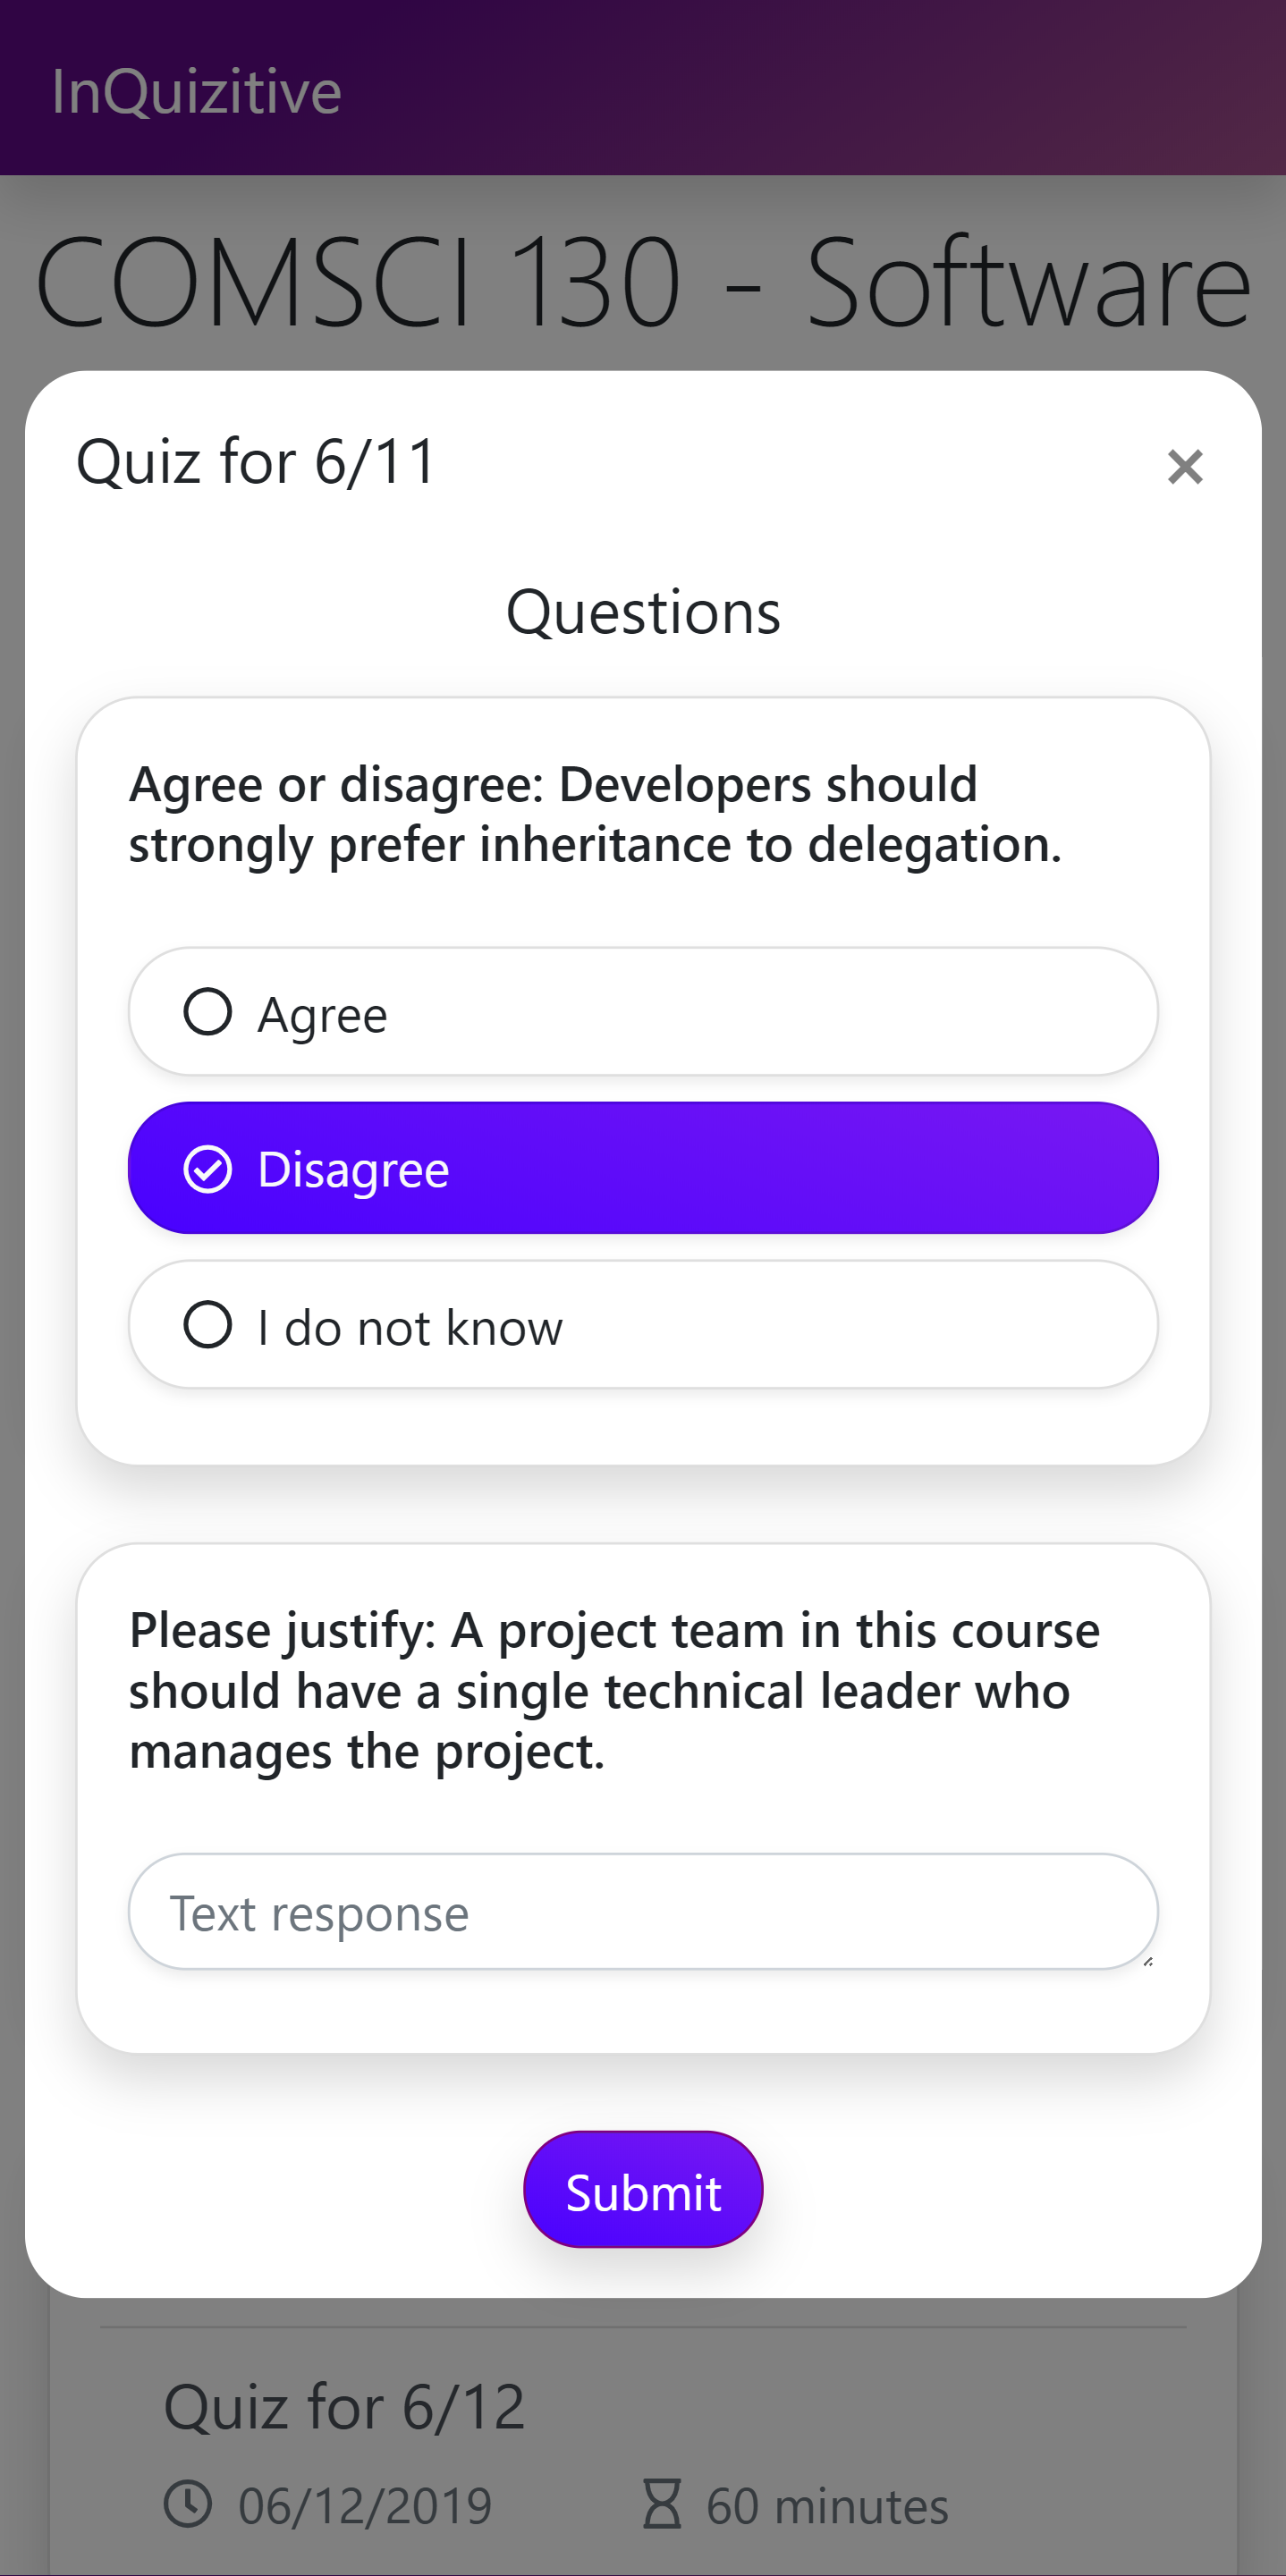 InQuizitive
COMSCI 130 - Software
Quiz for 6/11
Questions
Agree or disagree: Developers should
strongly prefer inheritance to delegation.
Agree
Disagree
I do not know
Please justify: A project team in this course
should have a single technical leader who
manages the project.
Text response
Submit
Quiz for 6/12
06/12/2019 60 minutes